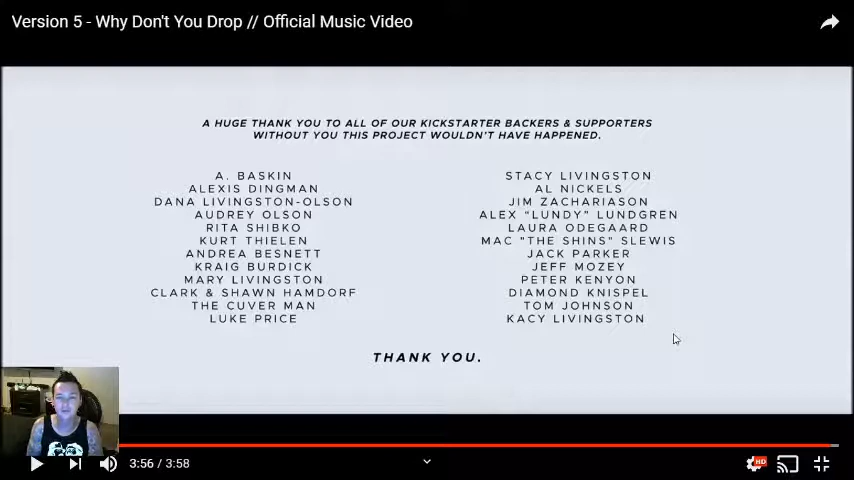 Version 5 - Why Don't You Drop // Official Music Video
A HUGE THANK YOU TO ALL OF OUR KICKSTARTER BACKERS & SUPPORTERS
WITHOUT YOU THIS PROJECT WOULDN'T HAVE HAPPENED.
A. BASKIN
ALEXIS DINGMAN
DANA LIVINGSTON-OLSON
AUDREY OLSON
RITA SHIBKO
KURT THIELEN
ANDREA BESNETT
KRAIG BURDICK
MARY LIVINGSTON
CLARK & SHAWN HAMDORF
THE CUVER MAN
LUKE PRICE
STACY LIVINGSTON
AL NICKELS
JIM ZACHARIASON
ALEX "LUNDY" LUNDGREN
LAURA ODEGAARD
MAC "THE SHINS" SLEWIS
JACK PARKER
JEFF MOZEY
PETER KENYON
DIAMOND KNISPEL
TOM JOHNSON
KACY LIVINGSTON
THANK YOU.
3:56 / 3:58
HD